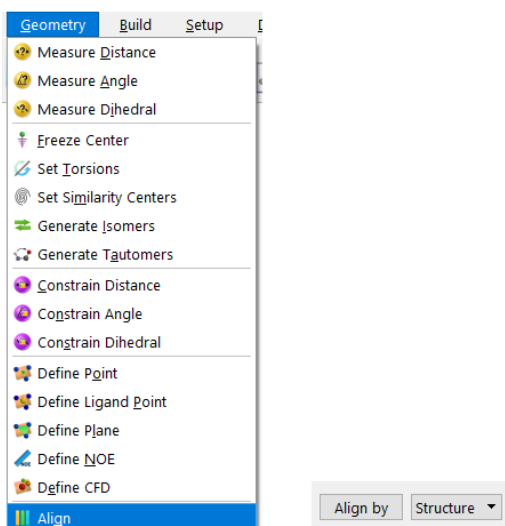 Geometry Build Setup
Measure Distance
Measure Angle
Measure Dihedral
Freeze Center
Set Torsions
Set Similarity Centers
Generate Isomers
Generate Tautomers
Constrain Distance
Constrain Angle
Constrain Dihedral
Define Point
Define Ligand Point
Define Plane
Define NOE
Define CFD
Align
Align by Structure